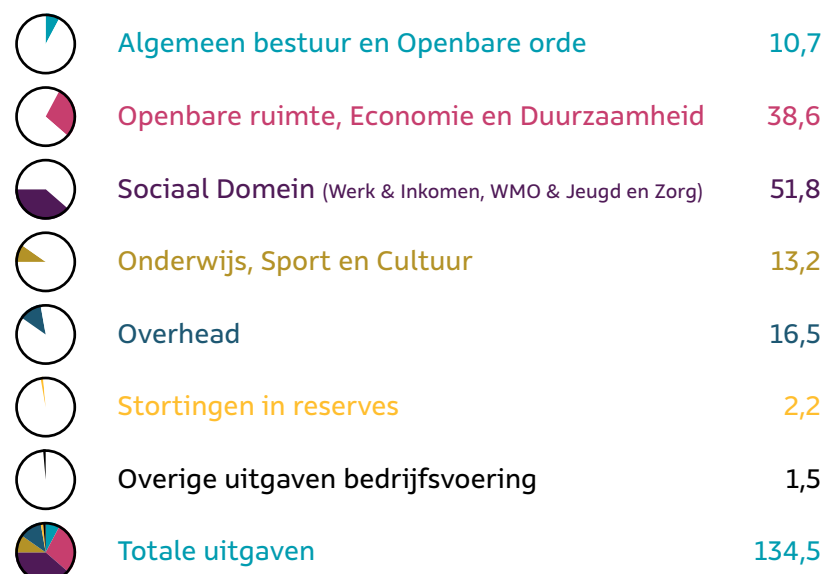 Algemeen bestuur en Openbare orde 10,7
Openbare ruimte, Economie en Duurzaamheid 38,6
Sociaal Domein (Werk & Inkomen, WMO & Jeugd en Zorg) 51,8
Onderwijs, Sport en Cultuur 13,2
Overhead 16,5
Stortingen in reserves 2,2
Overige uitgaven bedrijfsvoering 1,5
Totale uitgaven 134,5